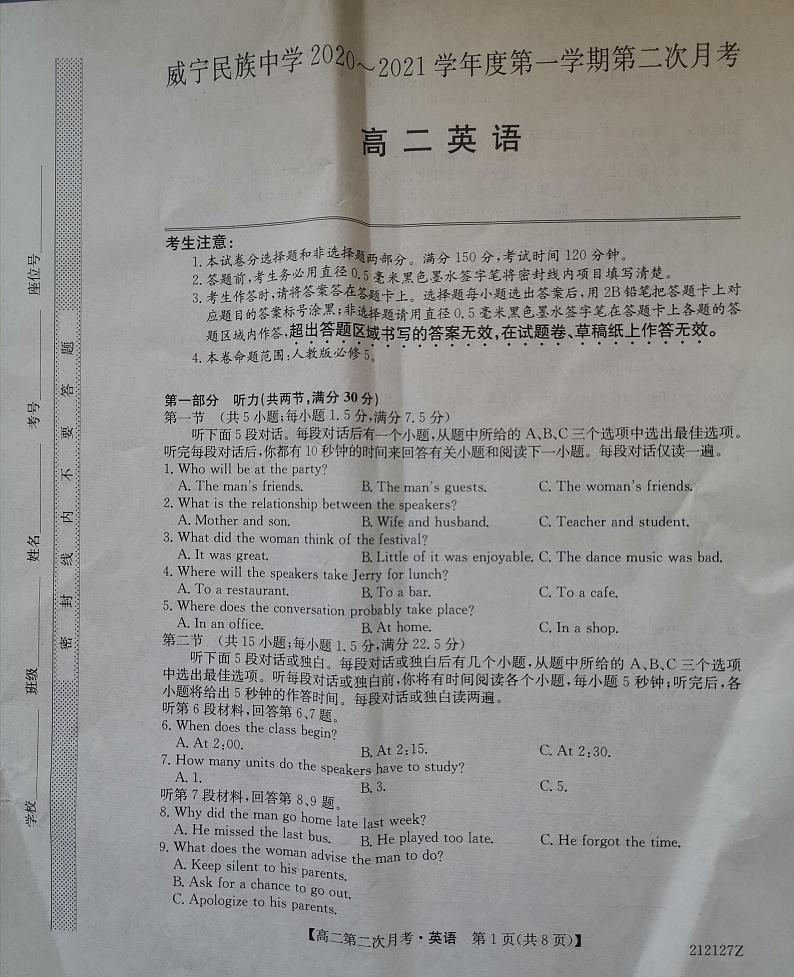 威宁民族中学2020~2021学年度第一学期第二次月考
高二英语
考生注意:
1.本试卷分选择题和非选择题两部分。满分150分,考试时间120分钟。
2.答题前,考生务必用直径0.5毫米黑色墨水签字笔将密封线内项目填写清楚。
3.考生作答时,请将答案答在答题卡上。选择题每小题选出答案后,用2B铅笔把答题卡上对
应题目的答案标号涂黑;非选择题请用直径0.5毫米黑色墨水签字笔在答题卡上各题的答
题区域内作答,超出答题区域书写的答案无效,在试题卷、草稿纸上作答无效。
4.本卷命题范围:人教版必修5。
第一部分 听力(共两节,满分30分)
第一节 (共5小题;每小题1.5分,满分7.5分)
听下面5段对话。每段对话后有一个小题,从题中所给的A、B、C三个选项中选出最佳选项。
听完每段对话后,你都有10秒钟的时间来回答有关小题和阅读下一小题。每段对话仅读一遍。
1. Who will be at the party?
A. The man's friends. B. The man's guests. C. The woman's friends.
2. What is the relationship between the speakers?
A. Mother and son. B. Wife and husband. C. Teacher and student.
3. What did the woman think of the festival?
A. It was great. B. Little of it was enjoyable. C. The dance music was bad.
4. Where will the speakers take Jerry for lunch?
A. To a restaurant. B. To a bar. C. To a cafe.
5. Where does the conversation probably take place?
A. In an office. B. At home. C. In a shop.
第二节 (共15小题;每小题1.5分,满分22.5分)
听下面5段对话或独白。每段对话或独白后有几个小题,从题中所给的A、B、C三个选项
中选出最佳选项。听每段对话或独白前,你将有时间阅读各个小题,每小题5秒钟;听完后,各
小题将给出5秒钟的作答时间。每段对话或独白读两遍。
听第6段材料,回答第6、7题。
6. When does the class begin?
A. At 2:00. B. At 2:15. C. At 2:30.
7. How many units do the speakers have to study?
A. 1. B. 3. C. 5.
听第7段材料,回答第8、9题。
8. Why did the man go home late last week?
A. He missed the last bus. B. He played too late. C. He forgot the time.
9. What does the woman advise the man to do?
A. Keep silent to his parents.
B. Ask for a chance to go out.
C. Apologize to his parents.
【高二第二次月考·英语 第1页(共8页)】
212127Z
学校 班级 姓名 考号 座位号
密封线内不要答题